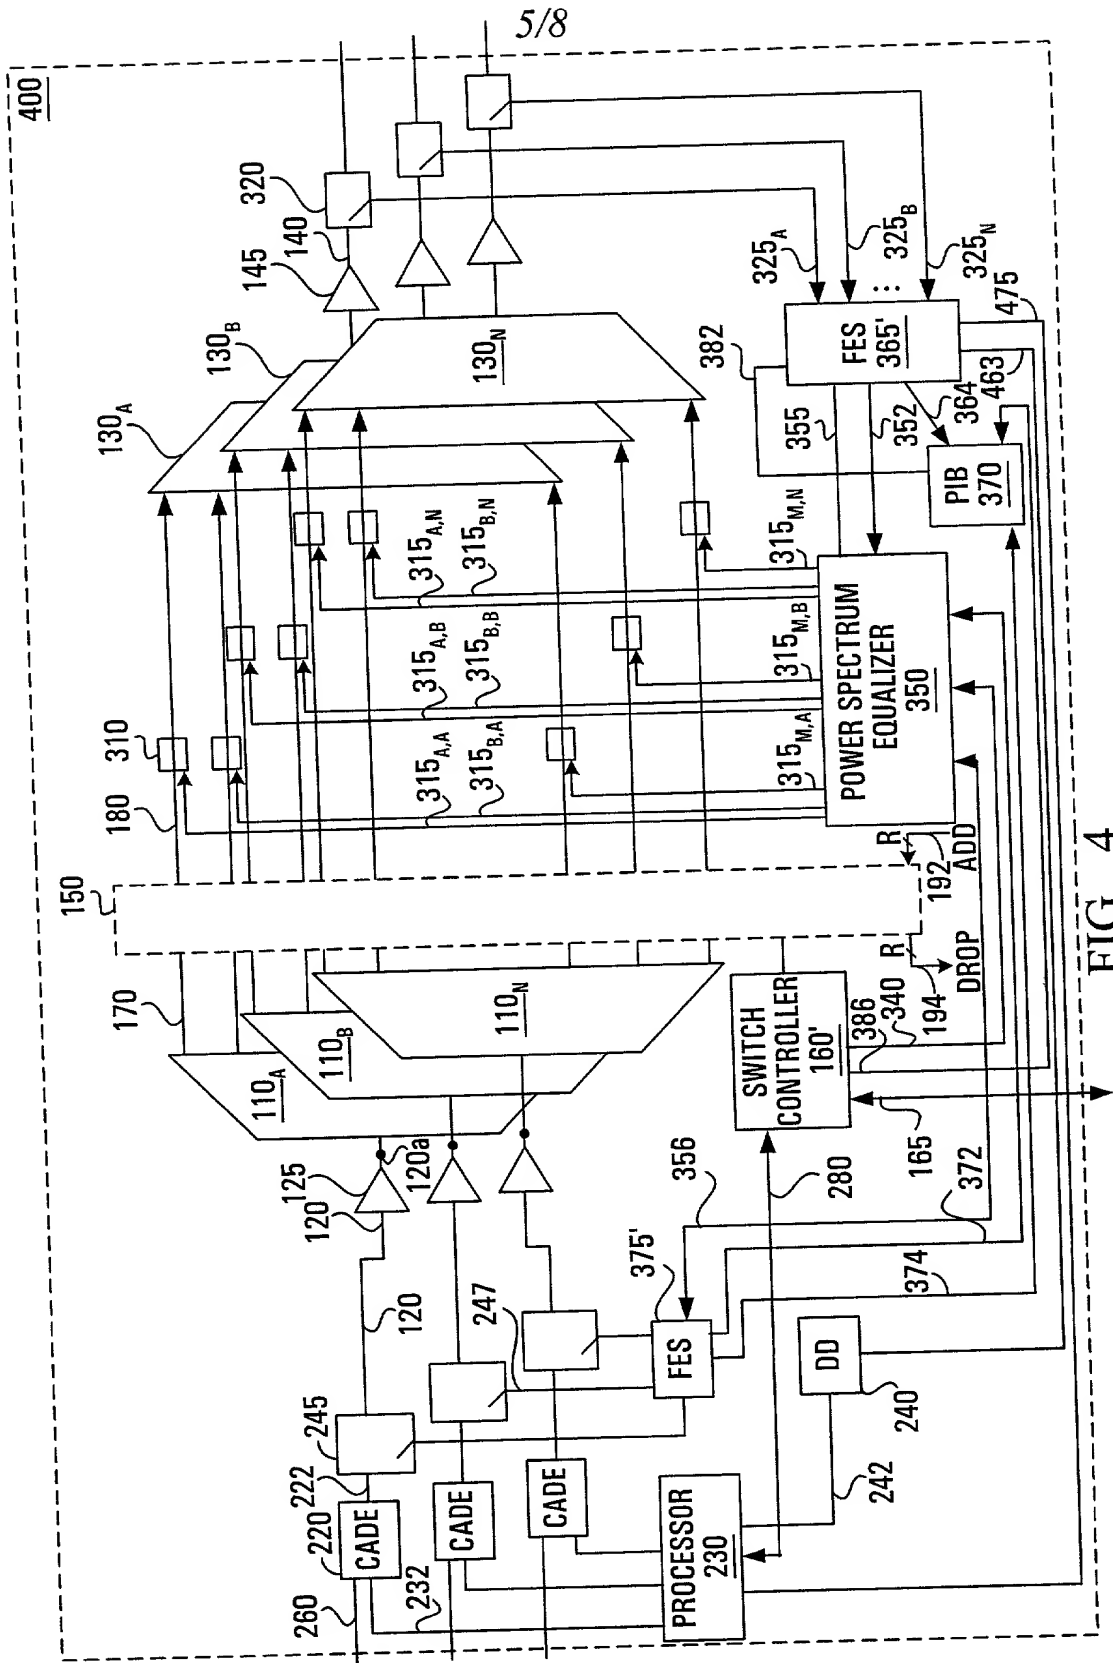 5/8
400
320
140
145
130B
130A
130N
325A
325B
325N
...
FES
365'
382
355
352
364
463
475
PIB
370
315A,N
315B,N
315M,N
315A,B
315B,B
315M,B
315A,A
315B,A
315M,A
310
180
POWER SPECTRUM
EQUALIZER
350
150
R
192
ADD
R
194
DROP
170
110A
110B
110N
SWITCH
CONTROLLER
160'
386
340
165
280
356
372
374
125
120
120a
120
247
375'
FES
DD
240
242
245
222
220
CADE
CADE
CADE
260
232
PROCESSOR
230
FIG. 4